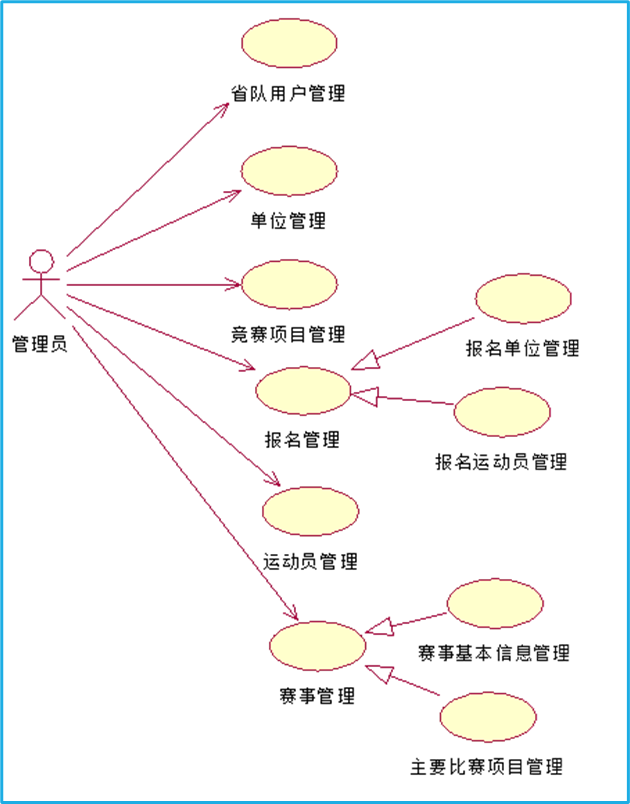 省队用户管理
单位管理
管理员
竞赛项目管理
报名单位管理
报名管理
报名运动员管理
运动员管理
赛事基本信息管理
赛事管理
主要比赛项目管理